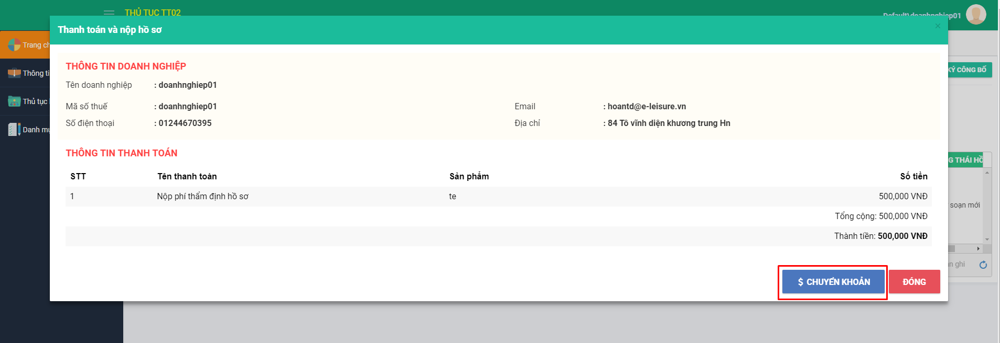 THỦ TỤC TT02
Default\doanhnghiep01
Thanh toán và nộp hồ sơ
×
Trang ch
Thông ti
Thủ tục
Danh mụ
KÝ CÔNG BỐ
THÔNG TIN DOANH NGHIỆP
Tên doanh nghiệp : doanhnghiep01
Mã số thuế : doanhnghiep01 Email : hoantd@e-leisure.vn
Số điện thoại : 01244670395 Địa chỉ : 84 Tô vĩnh diện khương trung Hn
THÔNG TIN THANH TOÁN
G THÁI HỒ
STT Tên thanh toán Sản phẩm Số tiền
1 Nộp phí thẩm định hồ sơ te 500,000 VNĐ
soạn mới
Tổng cộng: 500,000 VNĐ
Thành tiền: 500,000 VNĐ
n ghi
$ CHUYỂN KHOẢN ĐÓNG